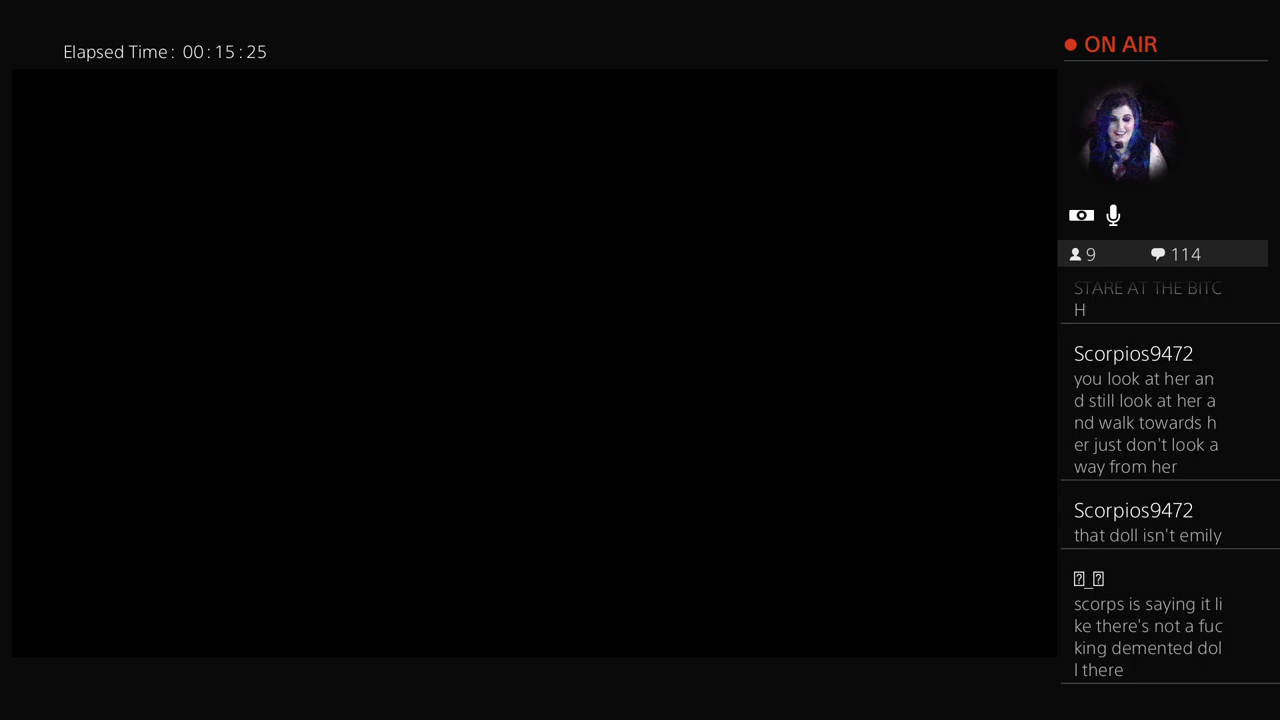 Elapsed Time: 00:15:25
ON AIR
9 114
STARE AT THE BITC
H
Scorpios9472
you look at her an
d still look at her a
nd walk towards h
er just don't look a
way from her
Scorpios9472
that doll isn't emily
⍰_⍰
scorps is saying it li
ke there's not a fuc
king demented dol
l there